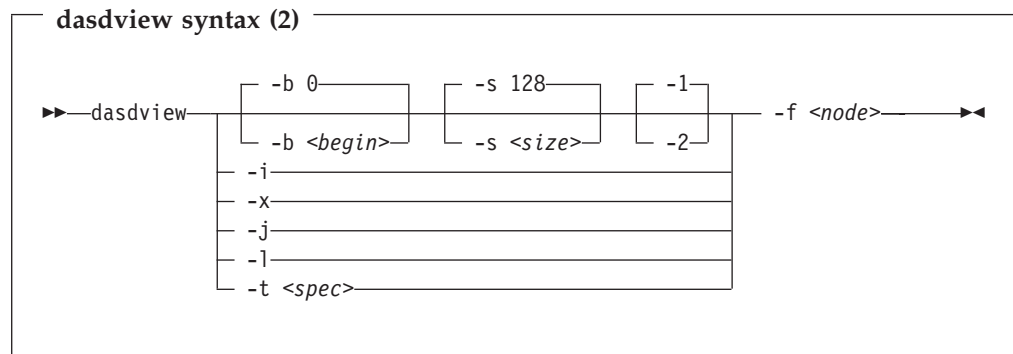 dasdview syntax (2)
-b 0 -s 128 -1
dasdview -f <node>
-b <begin> -s <size> -2
-i
-x
-j
-l
-t <spec>